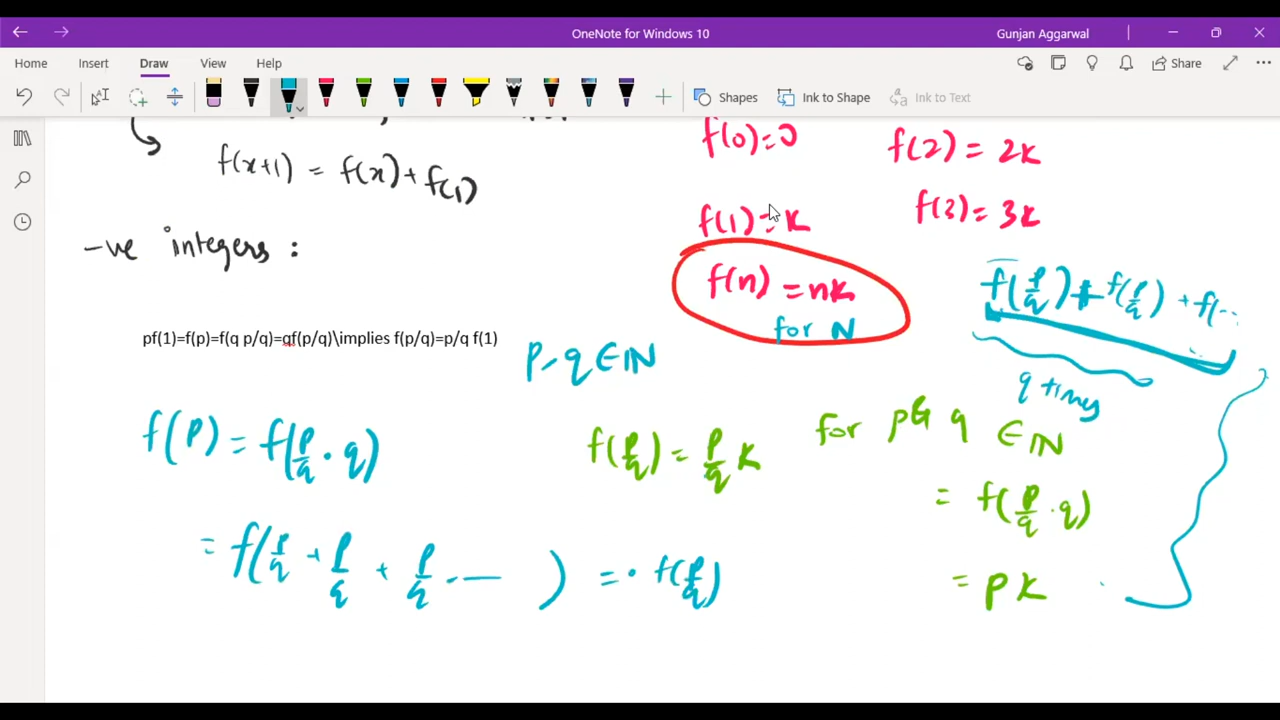 OneNote for Windows 10
Gunjan Aggarwal
Home Insert Draw View Help
Share
Shapes
Ink to Shape
Ink to Text
f(x+1) = f(x)+f(1)
-ve integers :
f(0)=0
f(2) = 2k
f(1)=k
f(3)= 3k
f(n) = nk
for N
f(p/q) + f(p/q) + f(...
q times
pf(1)=f(p)=f(q p/q)=qf(p/q)\implies f(p/q)=p/q f(1)
p, q ∈ IN
f(p) = f(p/q · q)
f(p/q) = p/q k
for p & q ∈ IN
= f(p/q · q)
= f(p/q + p/q + p/q . -- ) = · f(p/q)
= pk